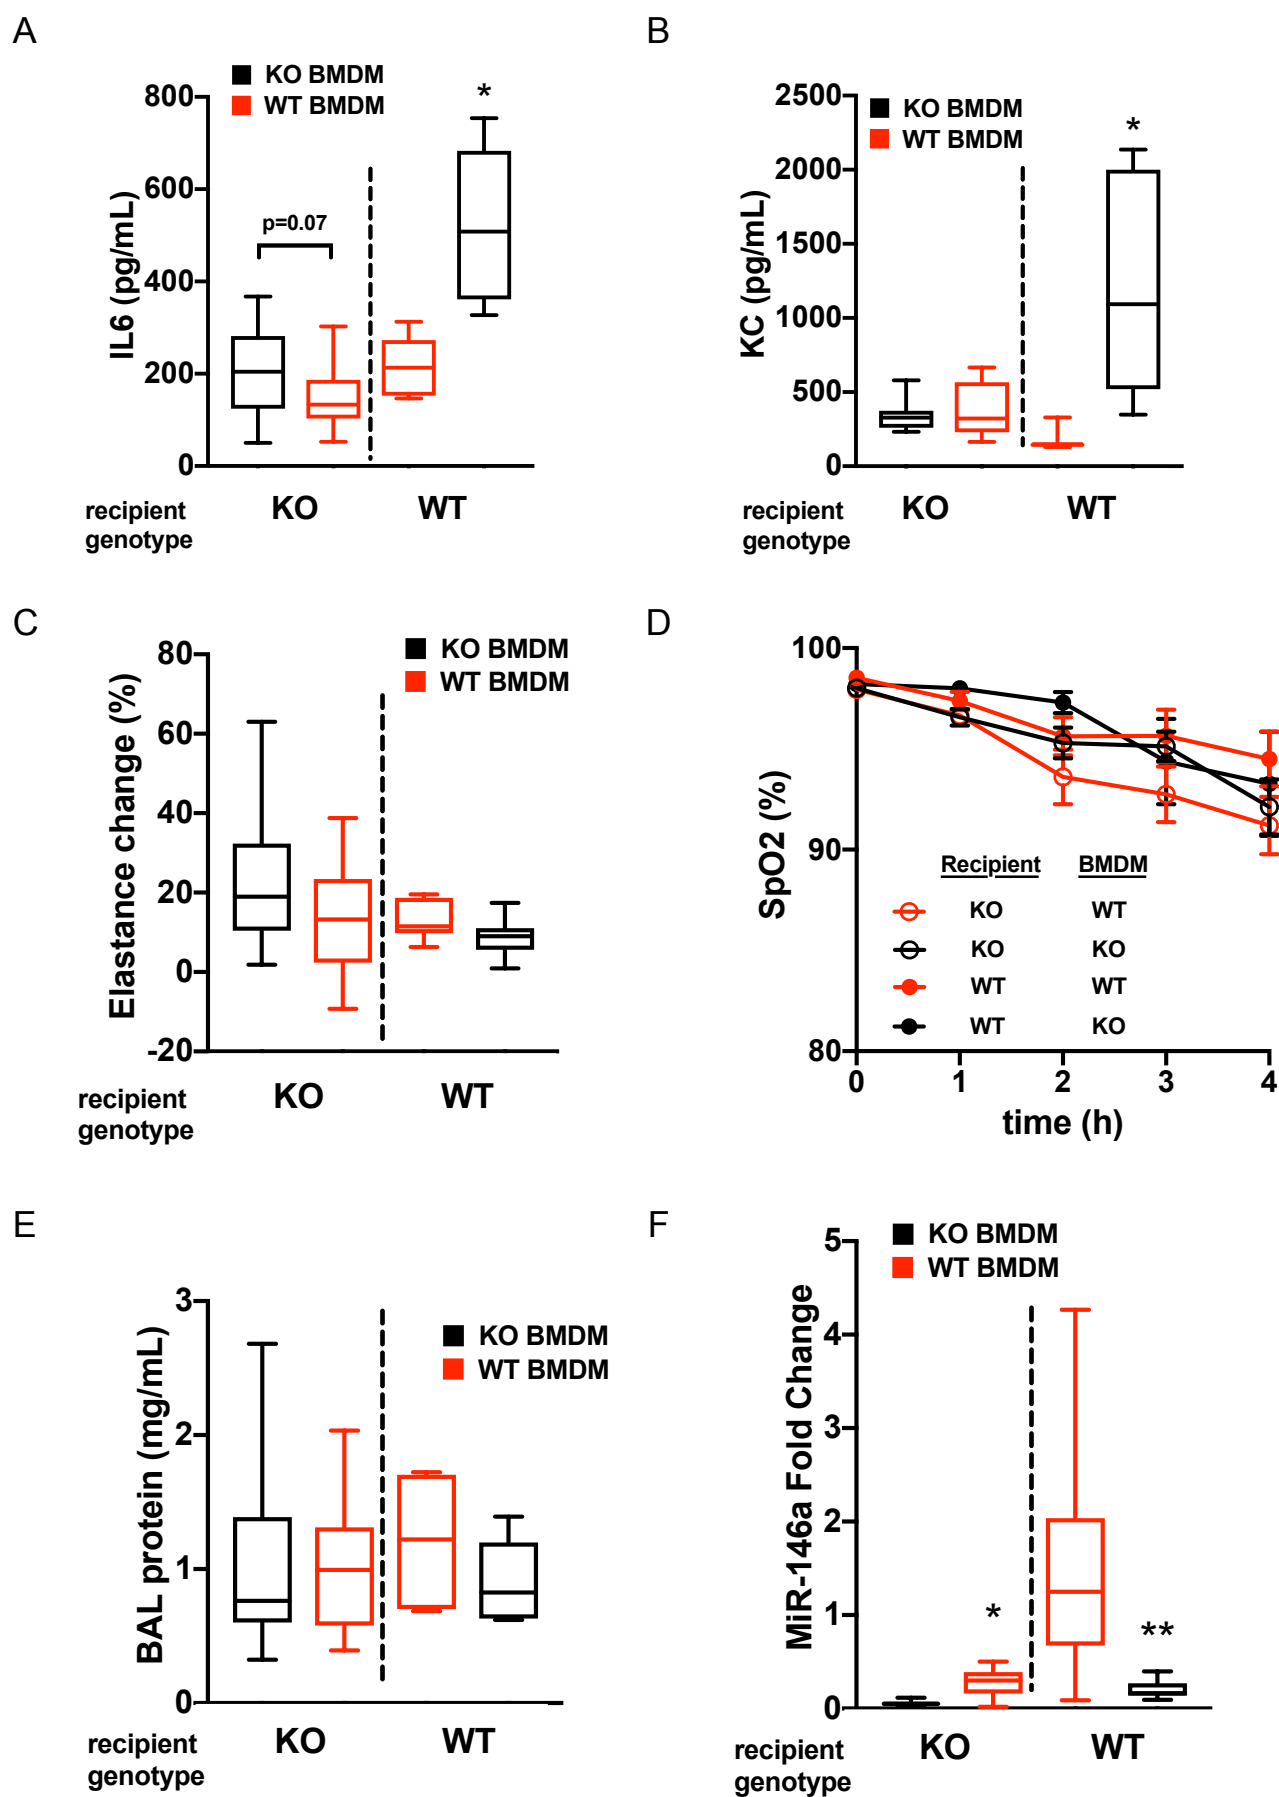 A
KO BMDM
WT BMDM
*
p=0.07
800
600
400
200
0
IL6 (pg/mL)
KO
WT
recipient
genotype
B
KO BMDM
WT BMDM
*
2500
2000
1500
1000
500
0
KC (pg/mL)
KO
WT
recipient
genotype
C
KO BMDM
WT BMDM
80
60
40
20
0
-20
Elastance change (%)
KO
WT
recipient
genotype
D
100
90
80
SpO2 (%)
Recipient BMDM
KO WT
KO KO
WT WT
WT KO
0 1 2 3 4
time (h)
E
KO BMDM
WT BMDM
3
2
1
0
BAL protein (mg/mL)
KO
WT
recipient
genotype
F
KO BMDM
WT BMDM
5
4
3
2
1
0
MiR-146a Fold Change
*
**
KO
WT
recipient
genotype